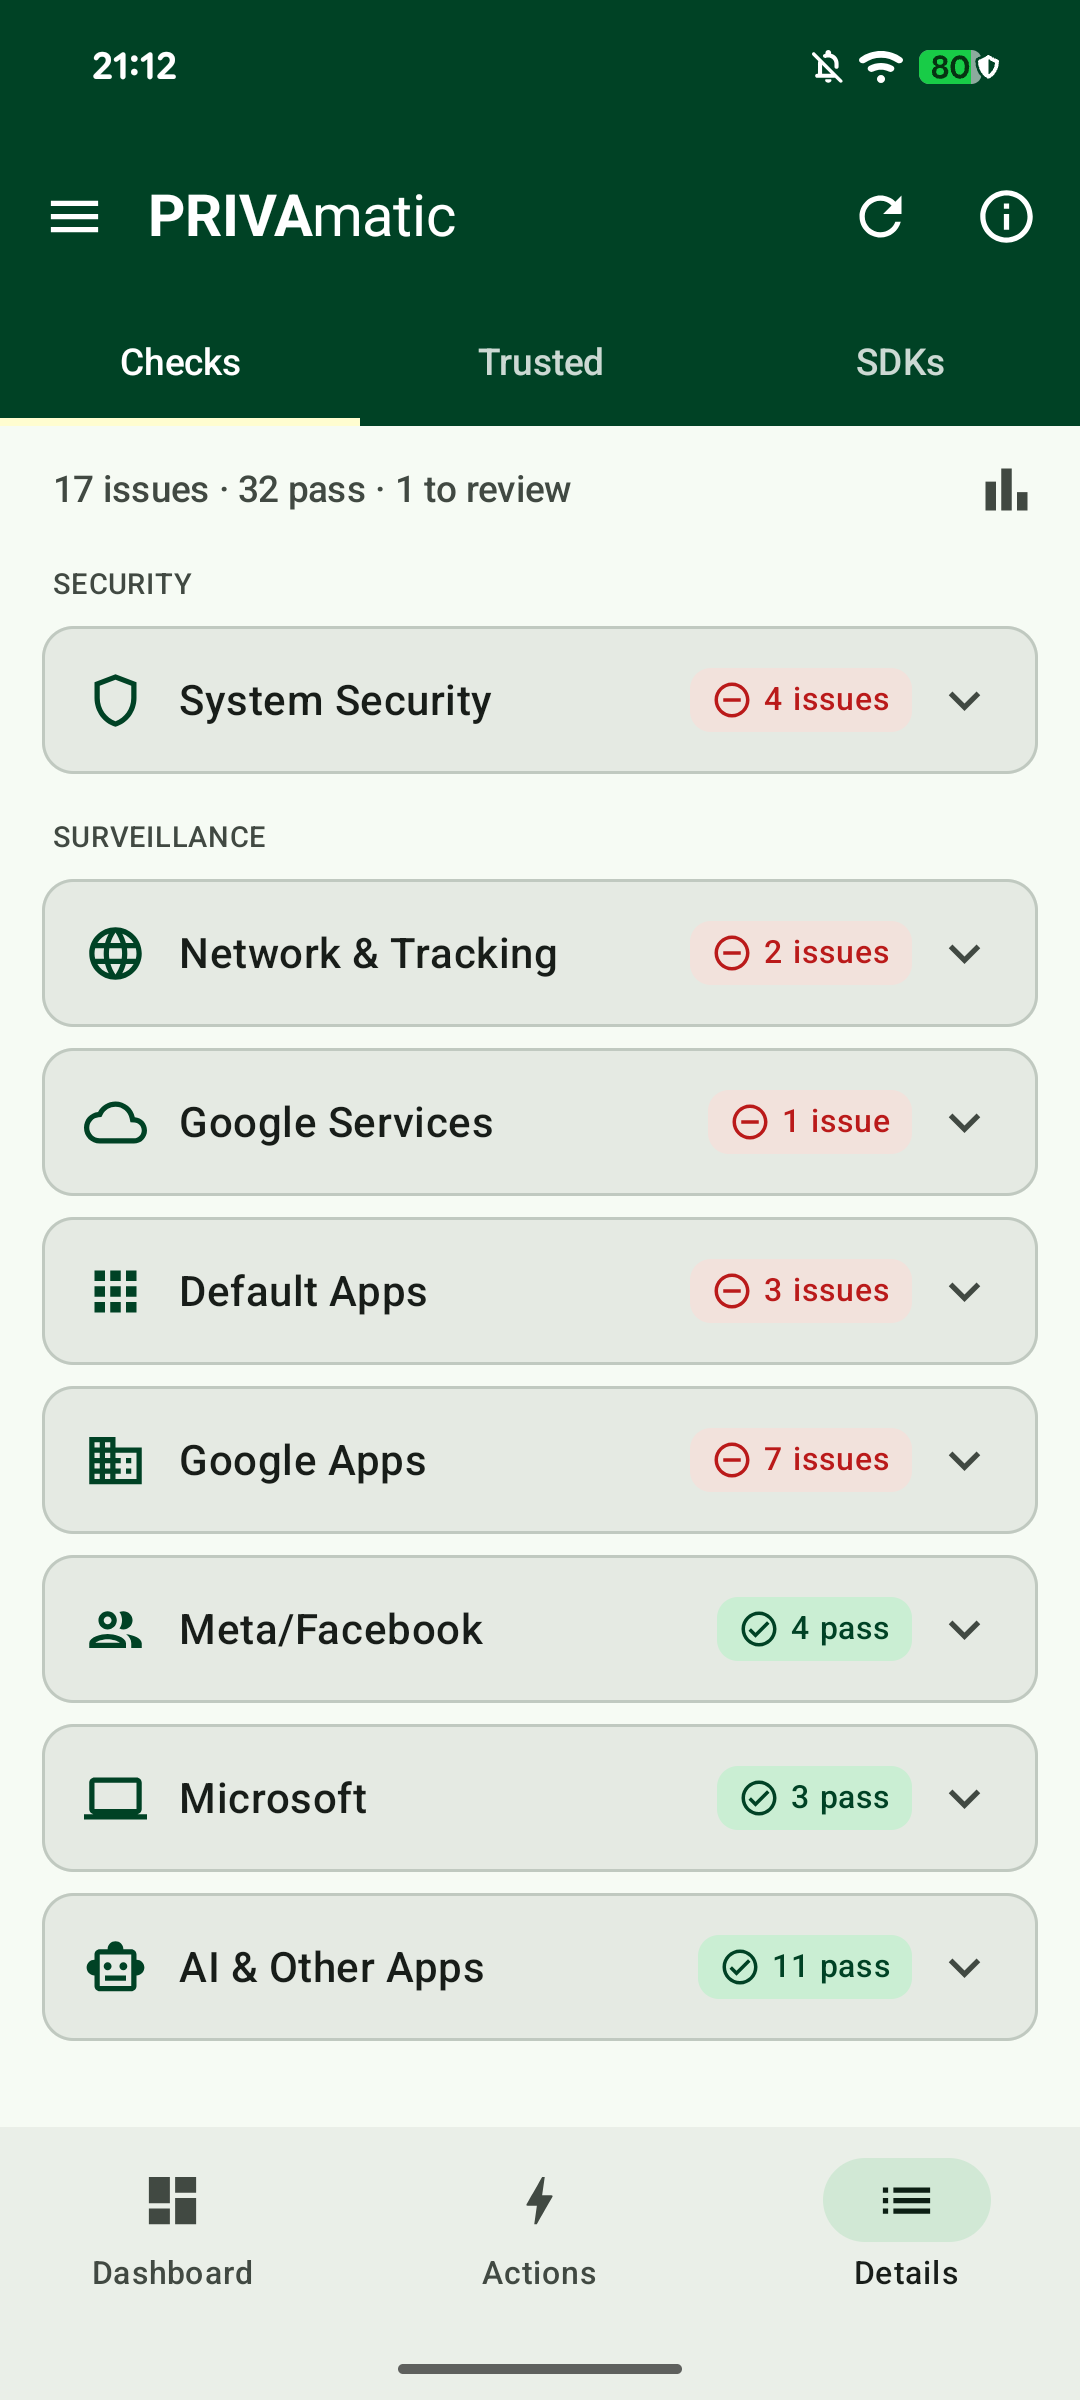 21:12
80
PRIVAmatic
Checks
Trusted
SDKs
17 issues · 32 pass · 1 to review
SECURITY
System Security
4 issues
SURVEILLANCE
Network & Tracking
2 issues
Google Services
1 issue
Default Apps
3 issues
Google Apps
7 issues
Meta/Facebook
4 pass
Microsoft
3 pass
AI & Other Apps
11 pass
Dashboard
Actions
Details